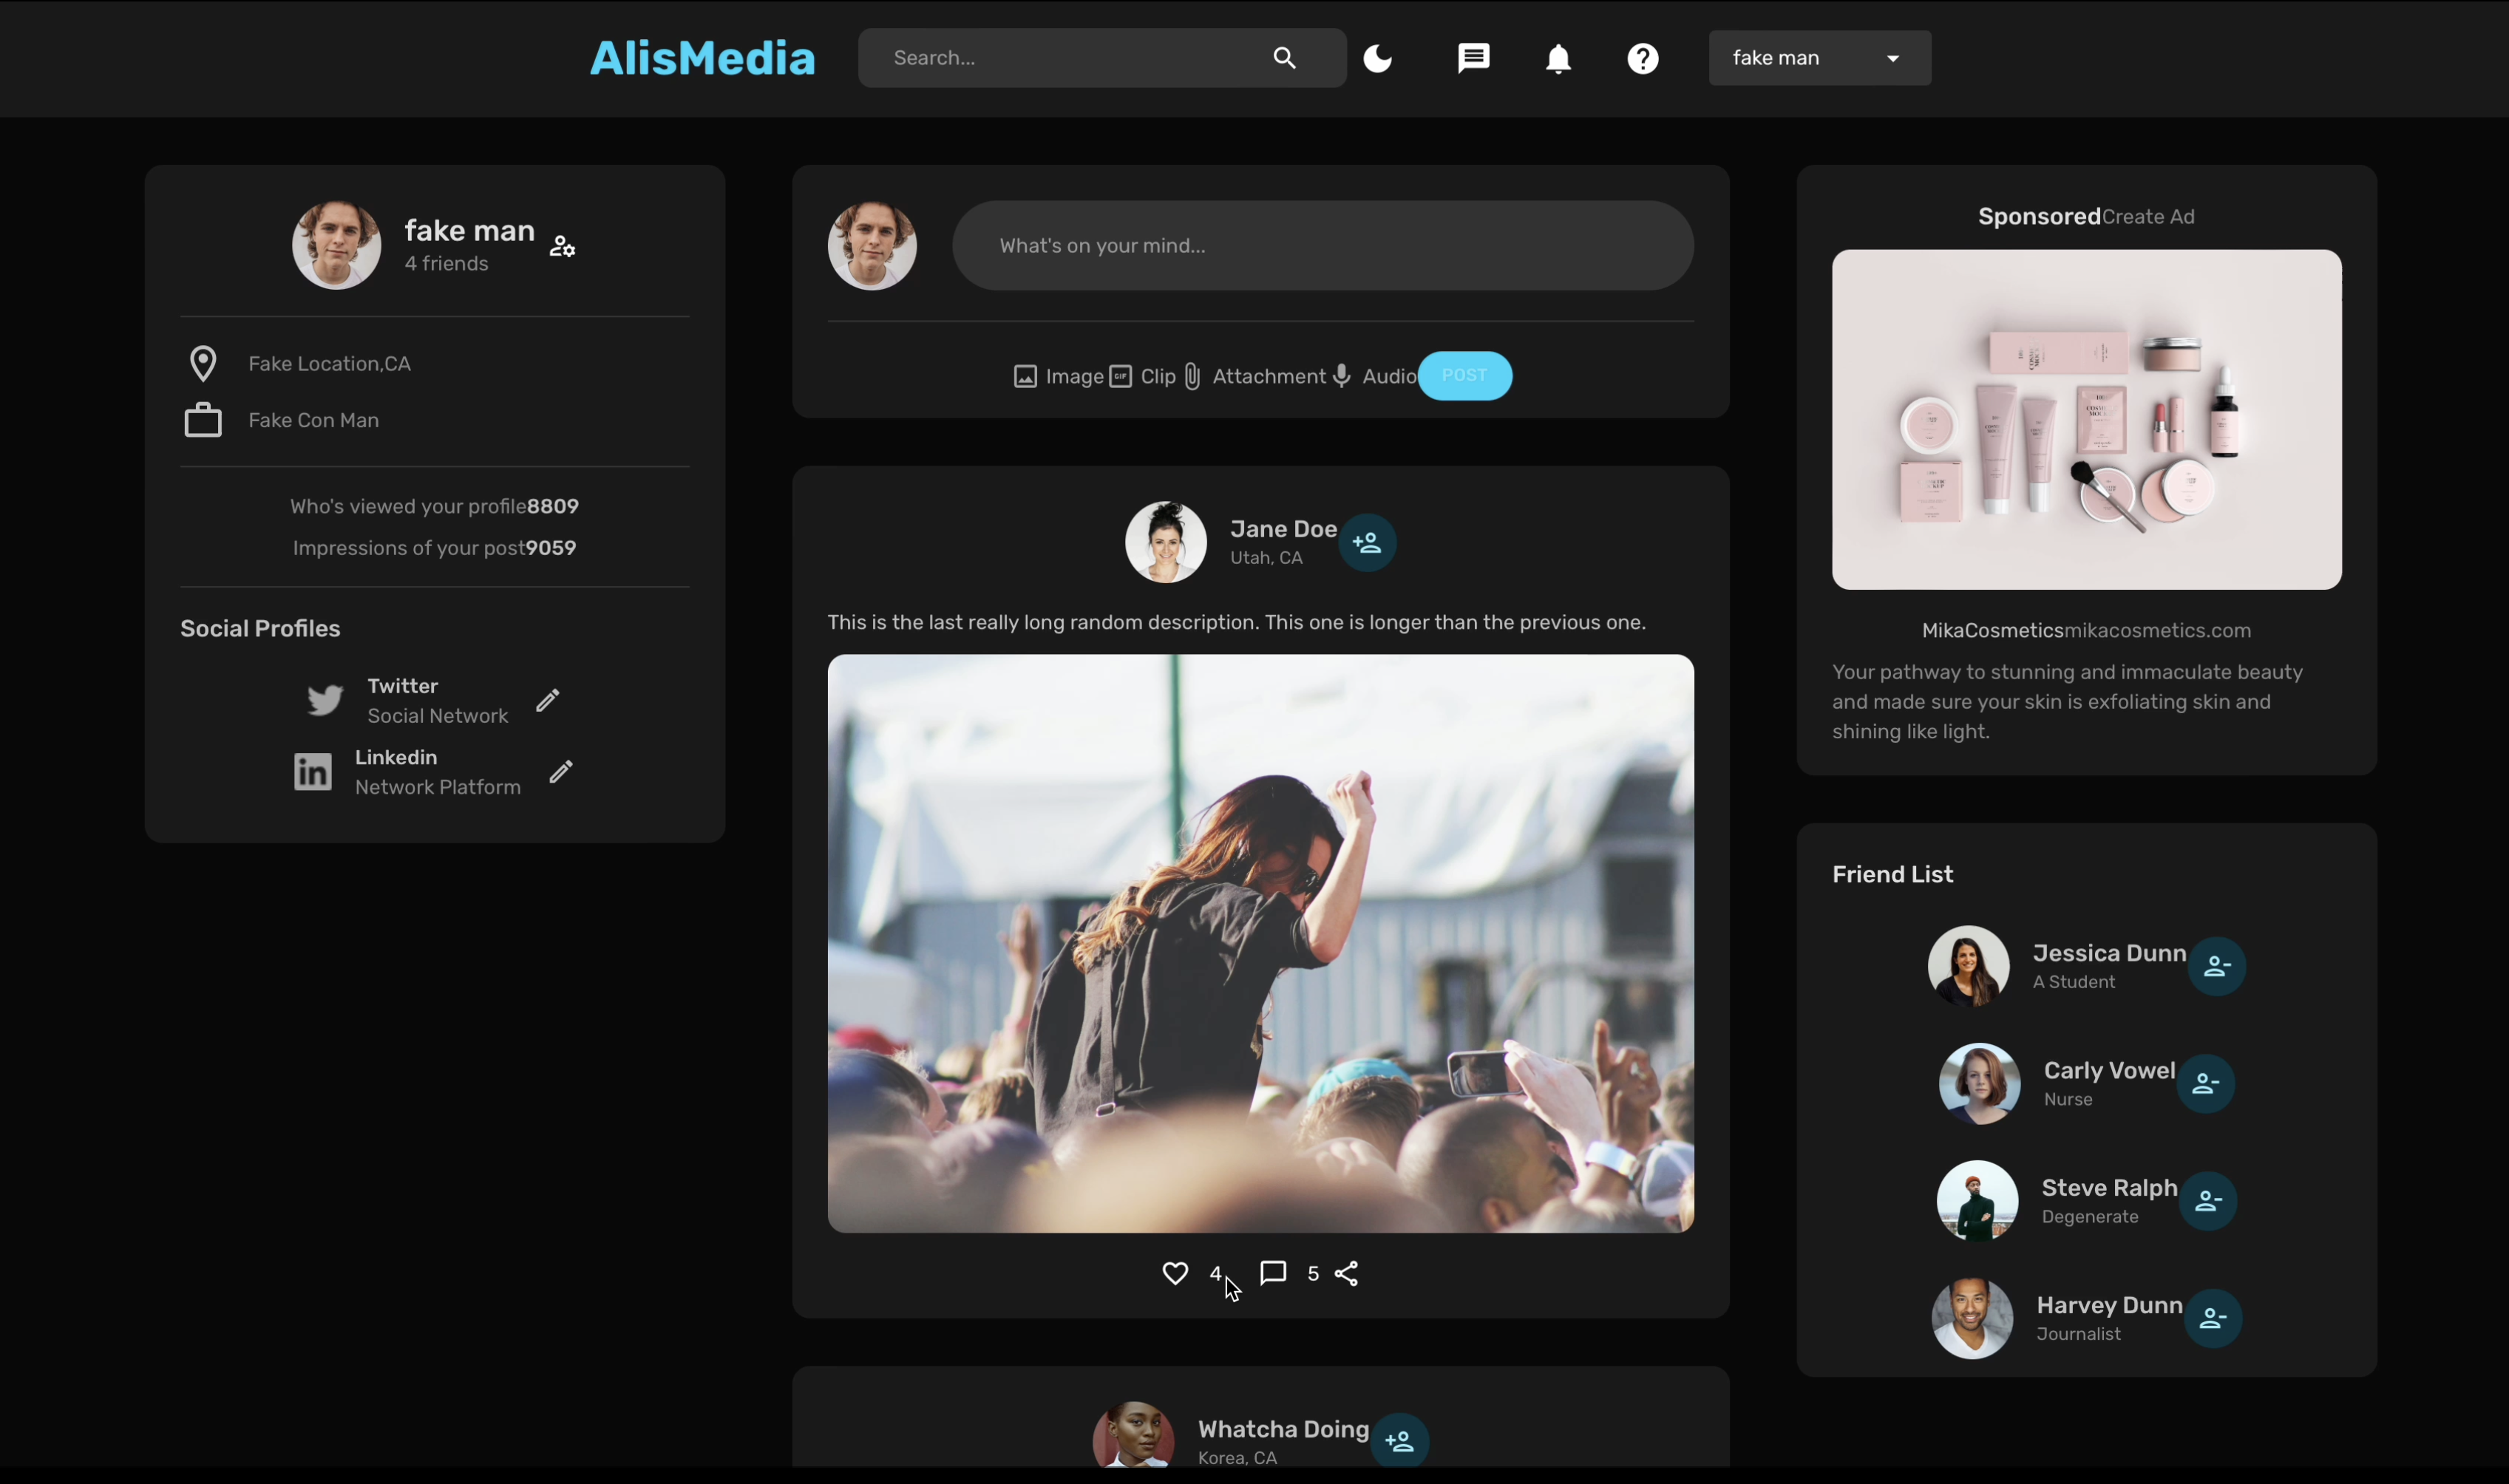 AlisMedia
Search...
fake man
fake man
4 friends
Fake Location,CA
Fake Con Man
Who's viewed your profile8809
Impressions of your post9059
Social Profiles
Twitter
Social Network
in
Linkedin
Network Platform
What's on your mind...
Image GIF Clip Attachment Audio POST
Jane Doe
Utah, CA
This is the last really long random description. This one is longer than the previous one.
4 5
Whatcha Doing
Korea, CA
SponsoredCreate Ad
MikaCosmeticsmikacosmetics.com
Your pathway to stunning and immaculate beauty
and made sure your skin is exfoliating skin and
shining like light.
Friend List
Jessica Dunn
A Student
Carly Vowel
Nurse
Steve Ralph
Degenerate
Harvey Dunn
Journalist